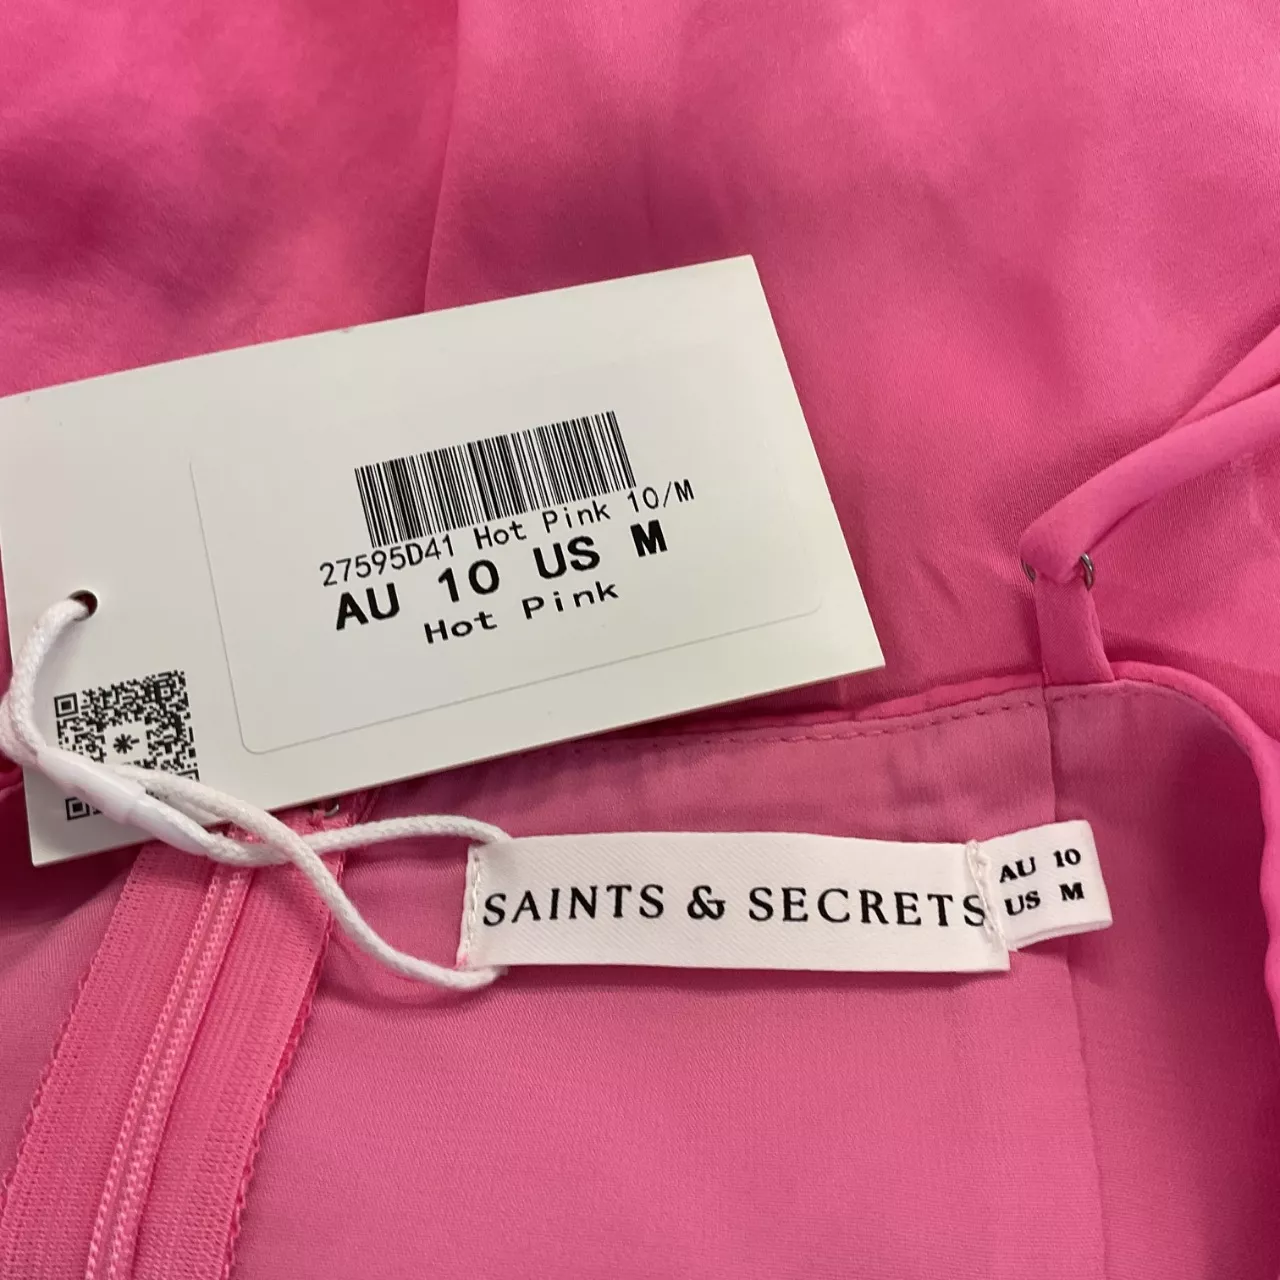 27595D41 Hot Pink 10/M
AU 10 US M
Hot Pink
SAINTS & SECRETS
AU 10
US M